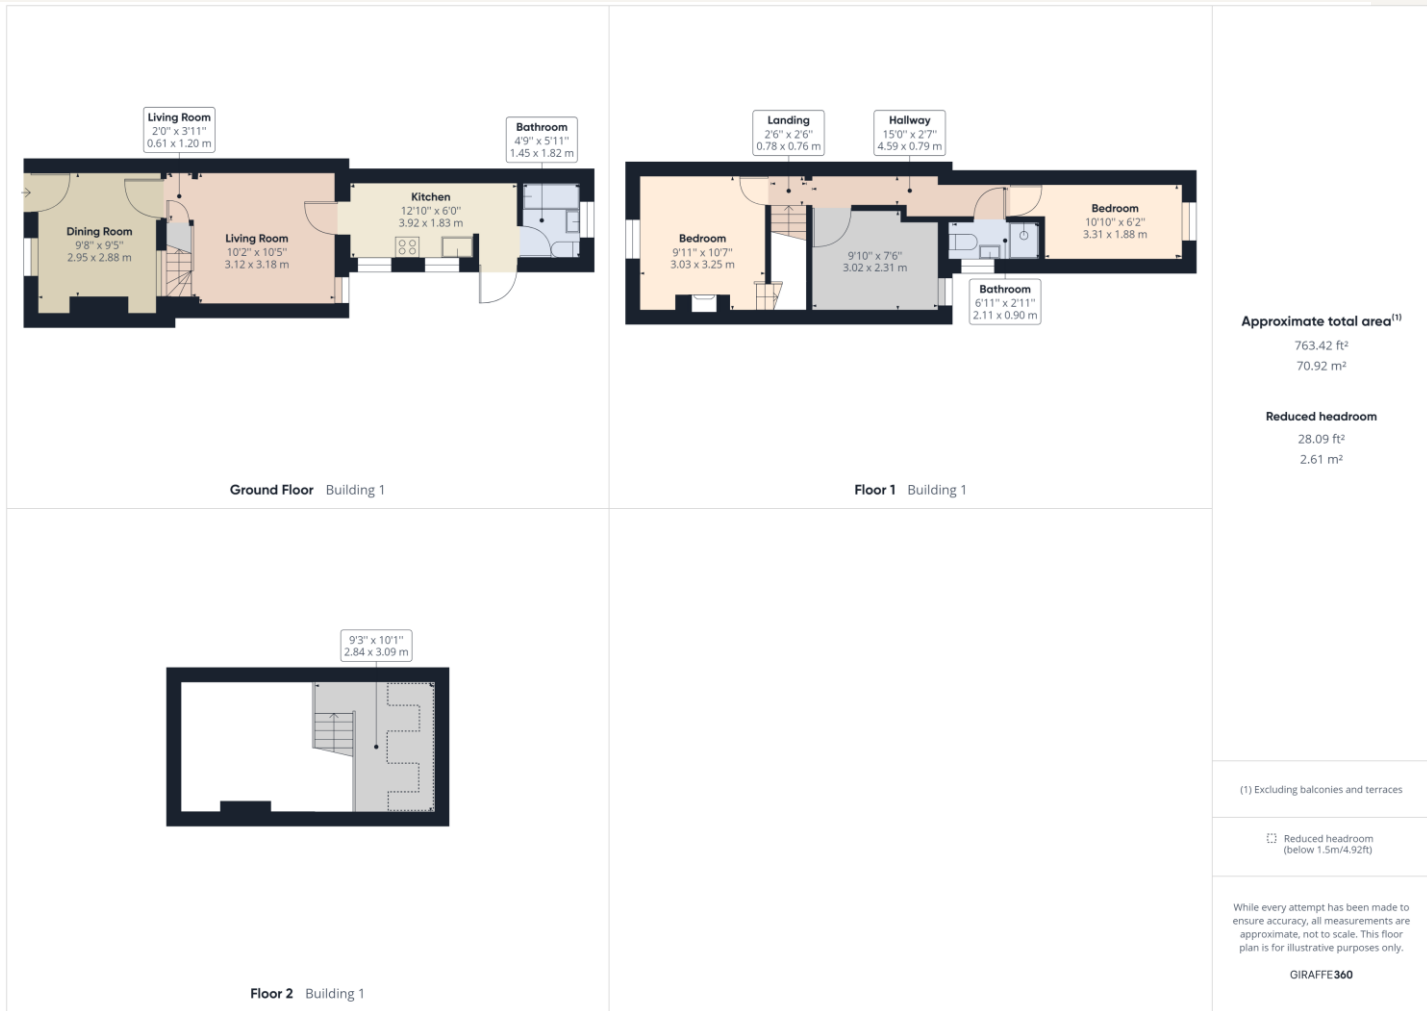 Living Room
2'0" x 3'11"
0.61 x 1.20 m
Bathroom
4'9" x 5'11"
1.45 x 1.82 m
Dining Room
9'8" x 9'5"
2.95 x 2.88 m
Living Room
10'2" x 10'5"
3.12 x 3.18 m
Kitchen
12'10" x 6'0"
3.92 x 1.83 m
Ground Floor Building 1
Landing
2'6" x 2'6"
0.78 x 0.76 m
Hallway
15'0" x 2'7"
4.59 x 0.79 m
Bedroom
9'11" x 10'7"
3.03 x 3.25 m
9'10" x 7'6"
3.02 x 2.31 m
Bedroom
10'10" x 6'2"
3.31 x 1.88 m
Bathroom
6'11" x 2'11"
2.11 x 0.90 m
Floor 1 Building 1
9'3" x 10'1"
2.84 x 3.09 m
Floor 2 Building 1
Approximate total area(1)
763.42 ft²
70.92 m²
Reduced headroom
28.09 ft²
2.61 m²
(1) Excluding balconies and terraces
Reduced headroom
(below 1.5m/4.92ft)
While every attempt has been made to
ensure accuracy, all measurements are
approximate, not to scale. This floor
plan is for illustrative purposes only.
GIRAFFE360